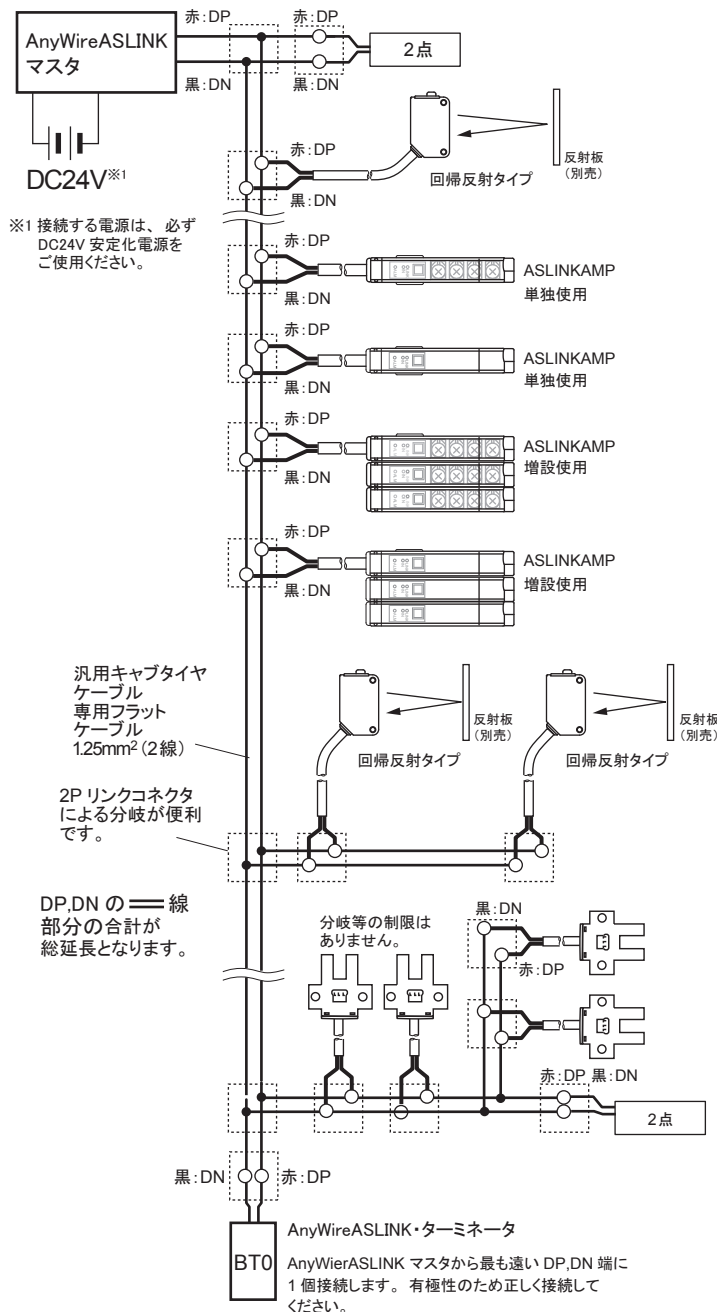 赤:DP
赤:DP
AnyWireASLINK
マスタ
2点
黒:DN
黒:DN
DC24V※1
赤:DP
黒:DN
回帰反射タイプ
反射板
(別売)
※1 接続する電源は、必ず
DC24V 安定化電源を
ご使用ください。
赤:DP
黒:DN
ASLINKAMP
単独使用
赤:DP
黒:DN
ASLINKAMP
単独使用
赤:DP
黒:DN
ASLINKAMP
増設使用
赤:DP
黒:DN
ASLINKAMP
増設使用
汎用キャブタイヤ
ケーブル
専用フラット
ケーブル
1.25mm²(2線)
反射板
(別売)
回帰反射タイプ
反射板
(別売)
回帰反射タイプ
2P リンクコネクタ
による分岐が便利
です。
DP,DN の 線
部分の合計が
総延長となります。
分岐等の制限は
ありません。
黒:DN
赤:DP
赤:DP 黒:DN
2点
黒:DN
赤:DP
BT0
AnyWireASLINK・ターミネータ
AnyWierASLINK マスタから最も遠い DP,DN 端に
1 個接続します。有極性のため正しく接続して
ください。